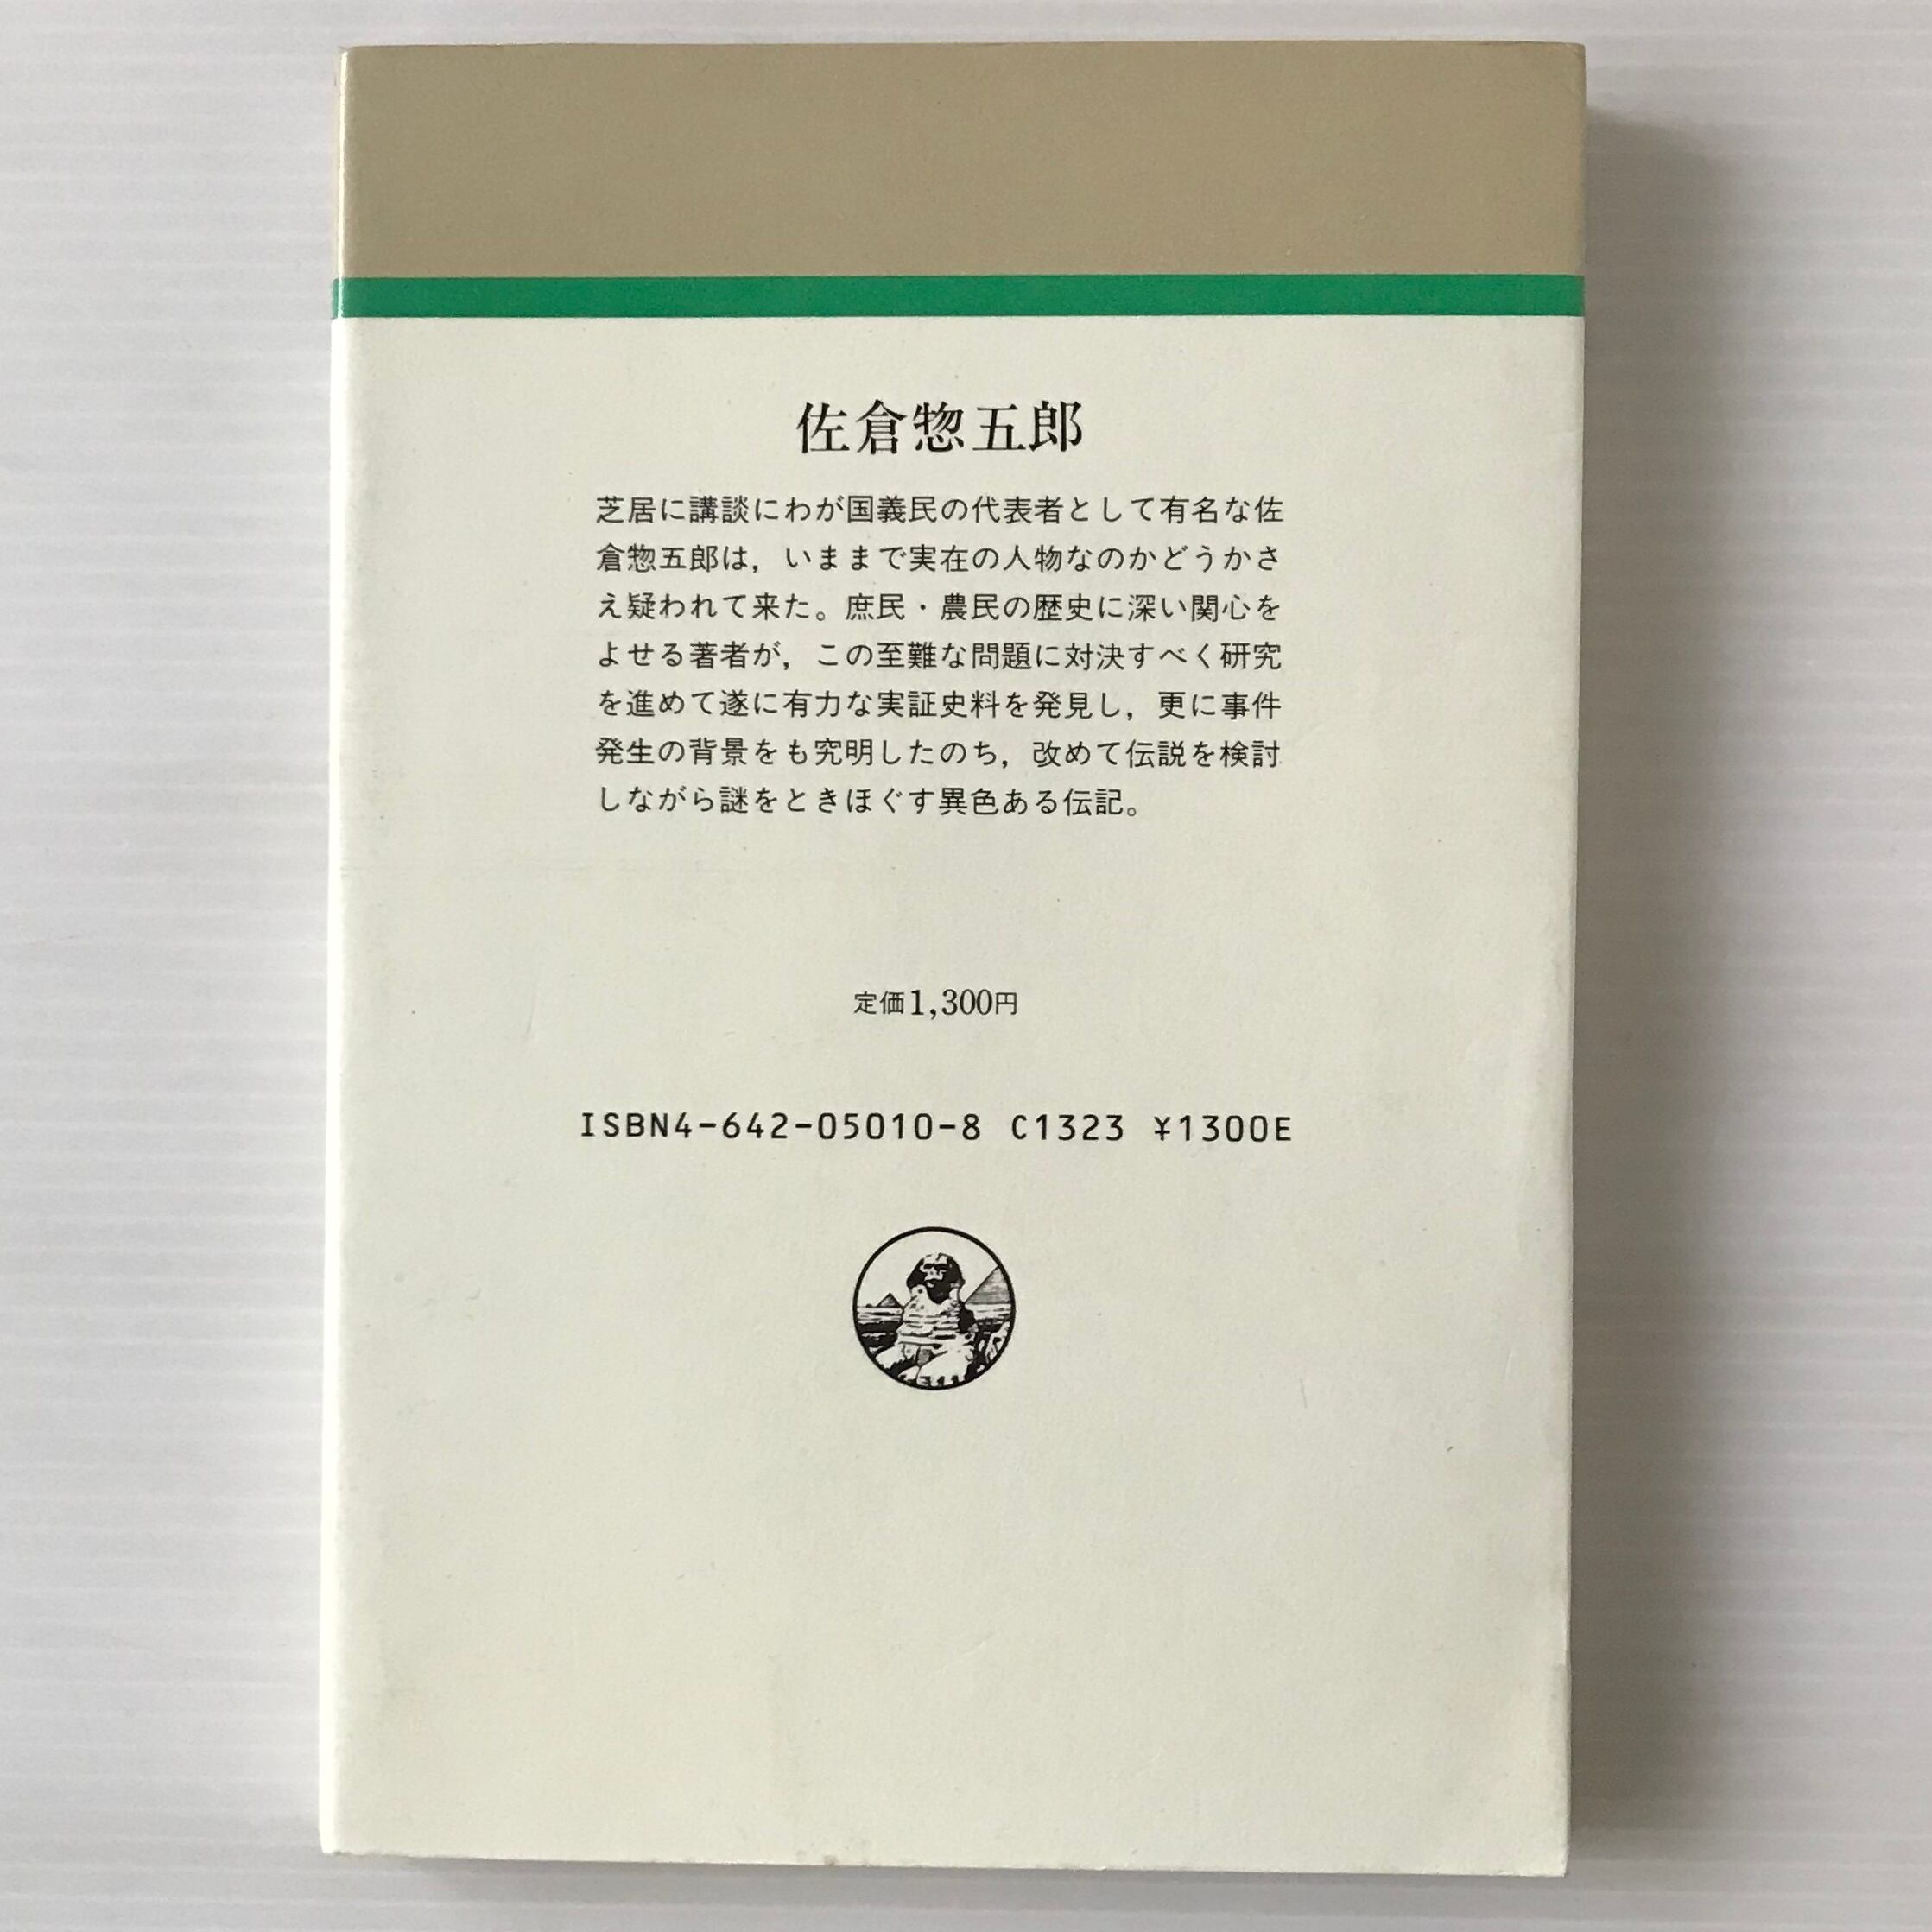 佐倉惣五郎
芝居に講談にわが国義民の代表者として有名な佐
倉惣五郎は，いままで実在の人物なのかどうかさ
え疑われて来た。庶民・農民の歴史に深い関心を
よせる著者が，この至難な問題に対決すべく研究
を進めて遂に有力な実証史料を発見し，更に事件
発生の背景をも究明したのち，改めて伝説を検討
しながら謎をときほぐす異色ある伝記。
定価1,300円
ISBN4-642-05010-8 C1323 ¥1300E